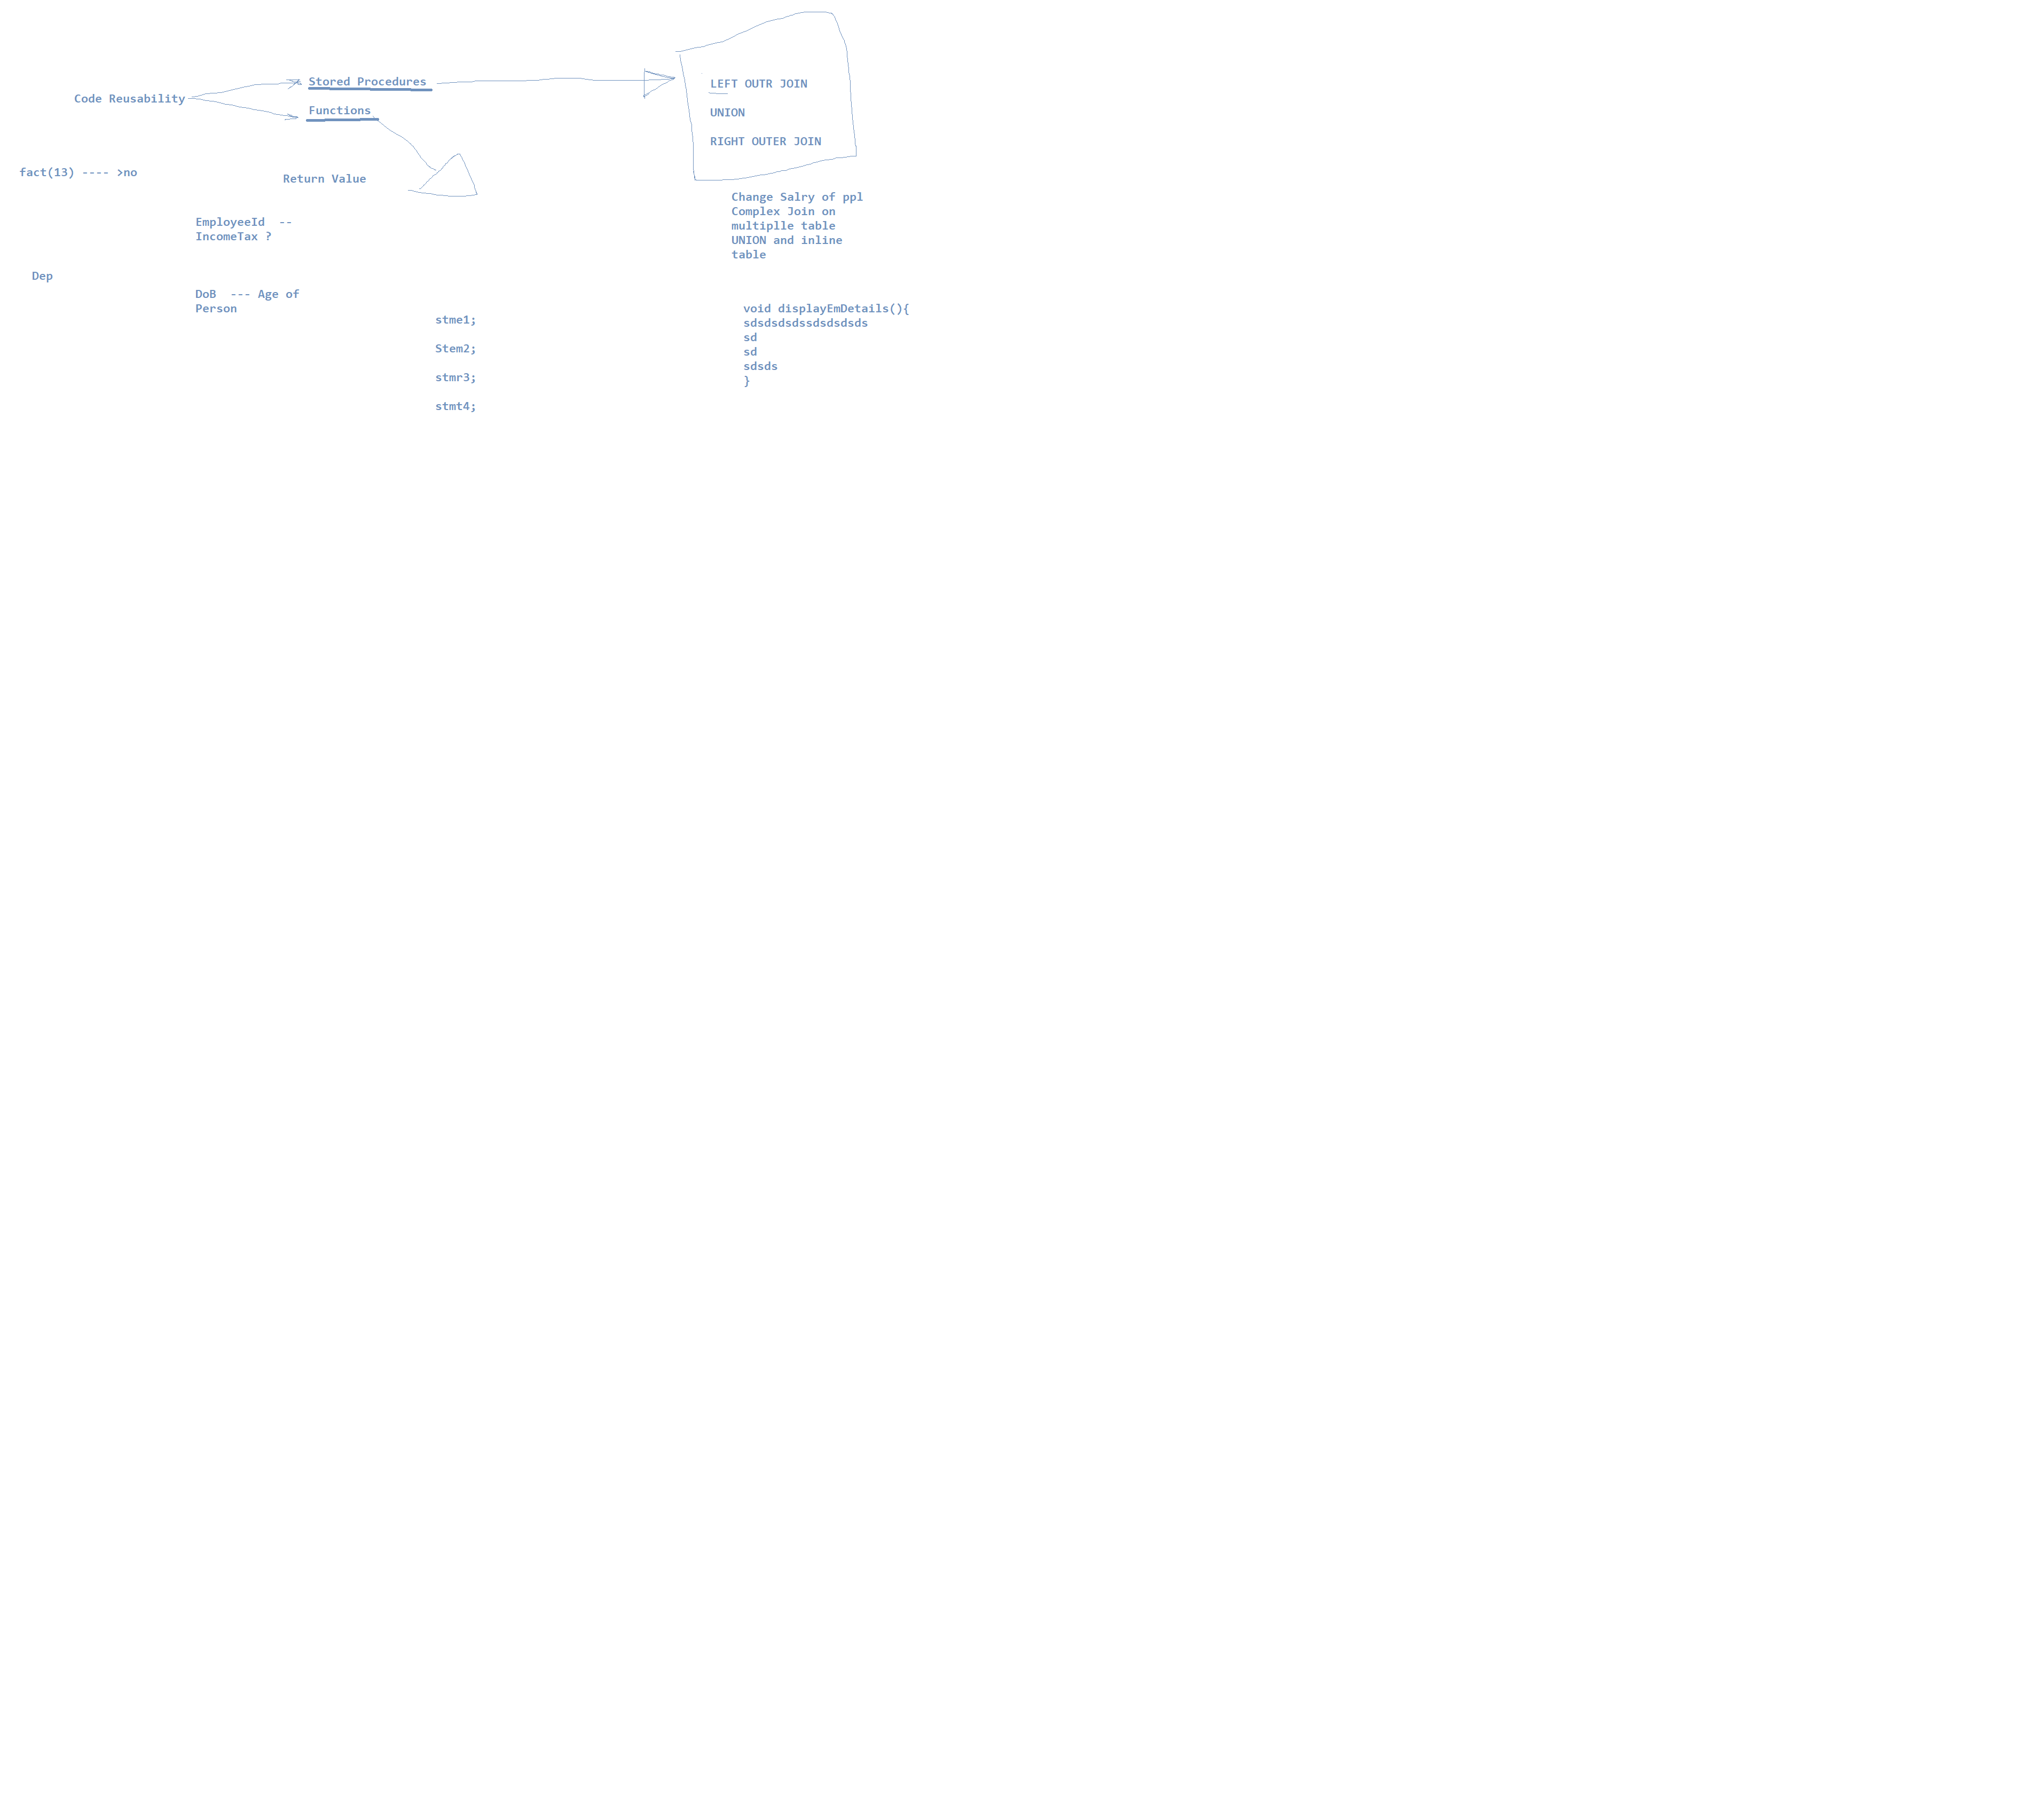 Stored Procedures
Code Reusability
Functions
LEFT OUTR JOIN
UNION
RIGHT OUTER JOIN
fact(13) ---- >no
Return Value
Change Salry of ppl
Complex Join on
multiplle table
UNION and inline
table
EmployeeId  --
IncomeTax ?
Dep
DoB  --- Age of
Person
stme1;
Stem2;
stmr3;
stmt4;
void displayEmDetails(){
sdsdsdsdssdsdsdsds
sd
sd
sdsds
}